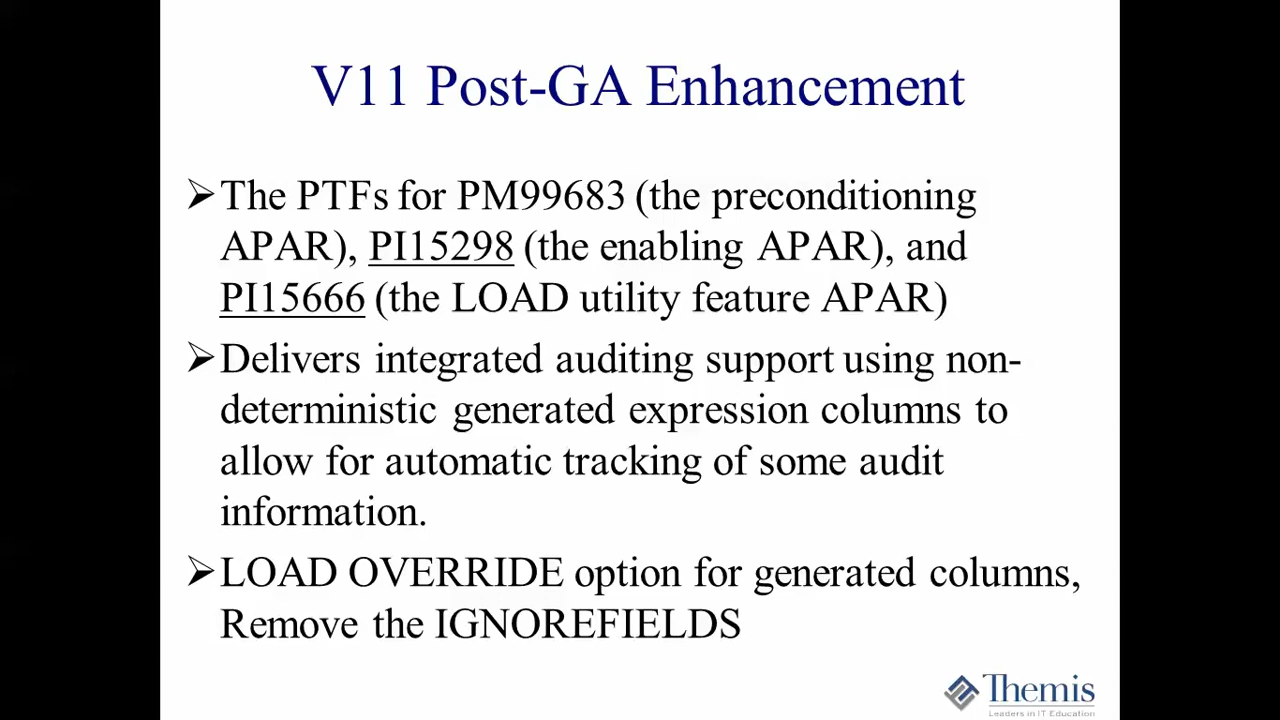 V11 Post-GA Enhancement
➢The PTFs for PM99683 (the preconditioning
APAR), PI15298 (the enabling APAR), and
PI15666 (the LOAD utility feature APAR)
➢Delivers integrated auditing support using non-
deterministic generated expression columns to
allow for automatic tracking of some audit
information.
➢LOAD OVERRIDE option for generated columns,
Remove the IGNOREFIELDS
Themis
Leaders in IT Education